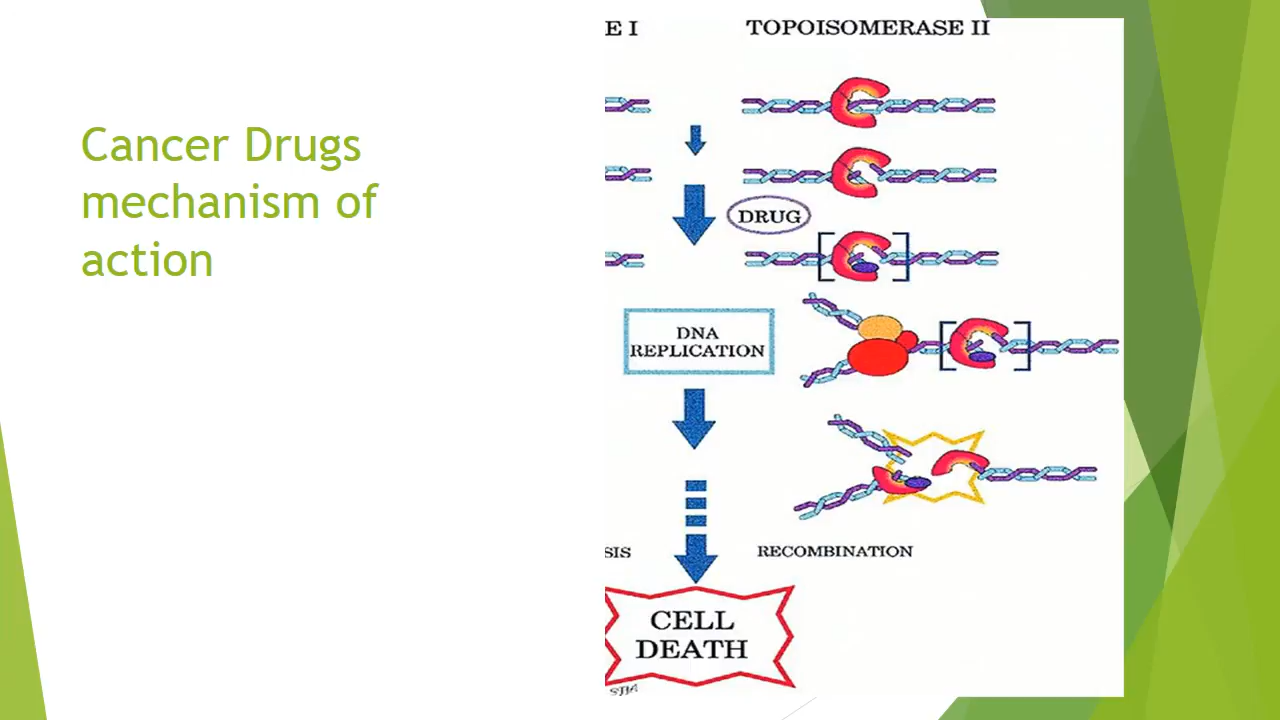 Cancer Drugs
mechanism of
action
E I
TOPOISOMERASE II
DRUG
DNA
REPLICATION
SIS
RECOMBINATION
CELL
DEATH